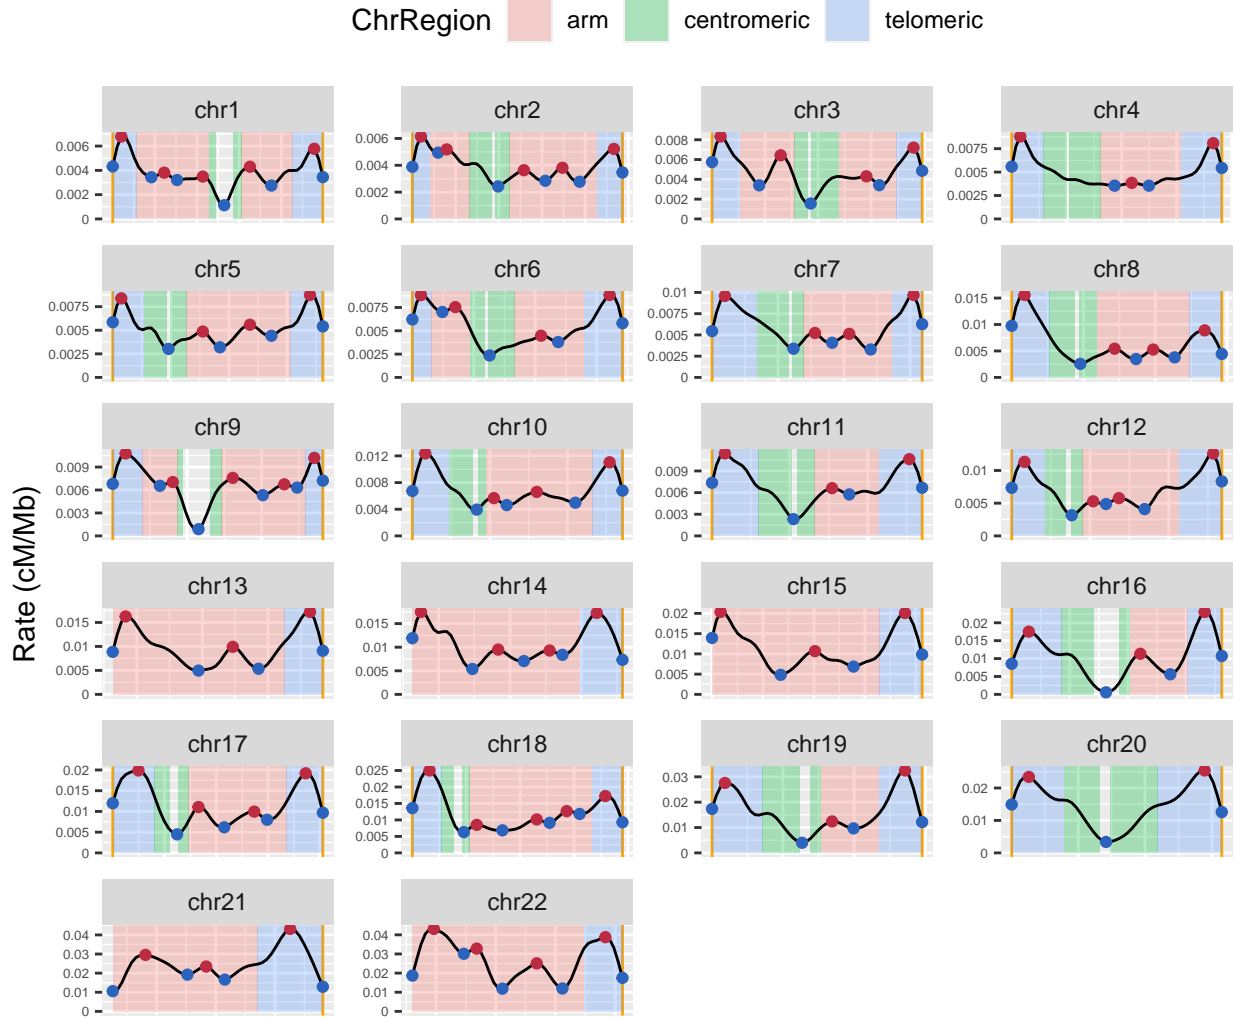 ChrRegion arm centromeric telomeric
Rate (cM/Mb)
chr1 chr2 chr3 chr4
0.006 0.004 0.002 0
0.006 0.004 0.002 0
0.008 0.006 0.004 0.002 0
0.0075 0.005 0.0025 0
chr5 chr6 chr7 chr8
0.0075 0.005 0.0025 0
0.0075 0.005 0.0025 0
0.01 0.0075 0.005 0.0025 0
0.015 0.01 0.005 0
chr9 chr10 chr11 chr12
0.009 0.006 0.003 0
0.012 0.008 0.004 0
0.009 0.006 0.003 0
0.01 0.005 0
chr13 chr14 chr15 chr16
0.015 0.01 0.005 0
0.015 0.01 0.005 0
0.02 0.015 0.01 0.005 0
0.02 0.015 0.01 0.005 0
chr17 chr18 chr19 chr20
0.02 0.015 0.01 0.005 0
0.025 0.02 0.015 0.01 0.005 0
0.03 0.02 0.01 0
0.02 0.01 0
chr21 chr22
0.04 0.03 0.02 0.01 0
0.04 0.03 0.02 0.01 0